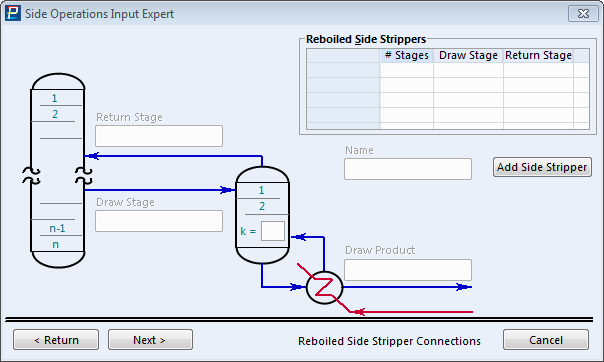 Side Operations Input Expert
Reboiled Side Strippers
# Stages Draw Stage Return Stage
1
2
n-1
n
Return Stage
Draw Stage
1
2
k =
Name
Add Side Stripper
Draw Product
< Return
Next >
Reboiled Side Stripper Connections
Cancel